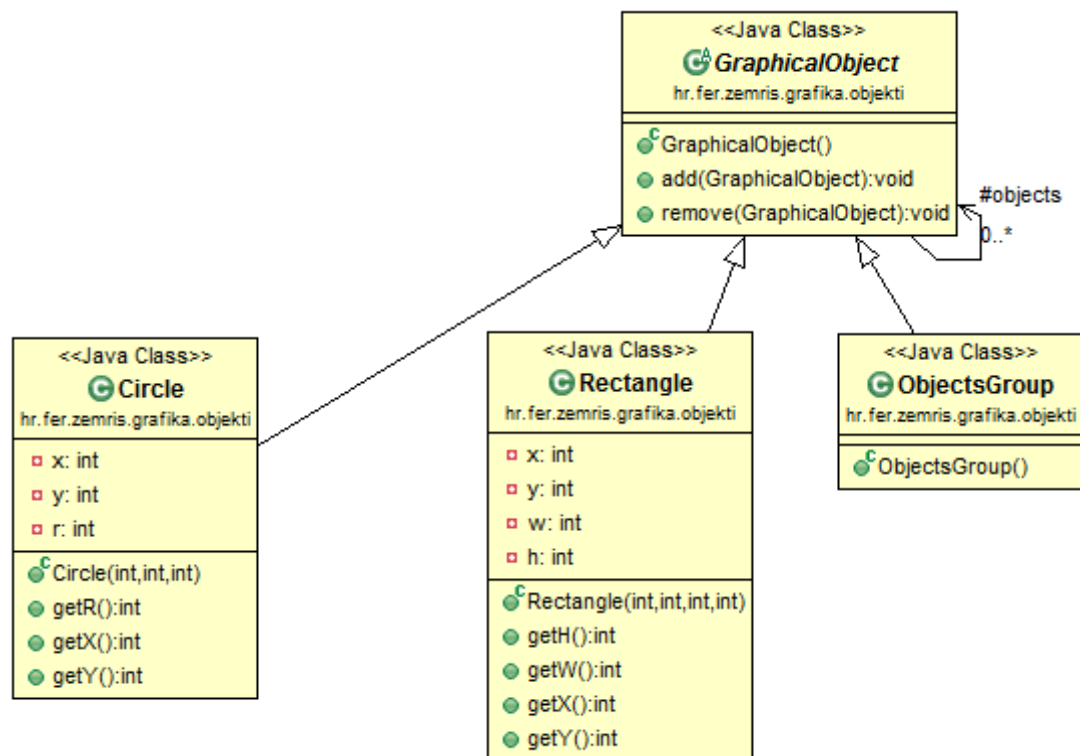 <<Java Class>>
GraphicalObject
hr.fer.zemris.grafika.objekti
GraphicalObject()
add(GraphicalObject):void
remove(GraphicalObject):void
#objects
0..*
<<Java Class>>
Circle
hr.fer.zemris.grafika.objekti
x: int
y: int
r: int
Circle(int,int,int)
getR():int
getX():int
getY():int
<<Java Class>>
Rectangle
hr.fer.zemris.grafika.objekti
x: int
y: int
w: int
h: int
Rectangle(int,int,int,int)
getH():int
getW():int
getX():int
getY():int
<<Java Class>>
ObjectsGroup
hr.fer.zemris.grafika.objekti
ObjectsGroup()